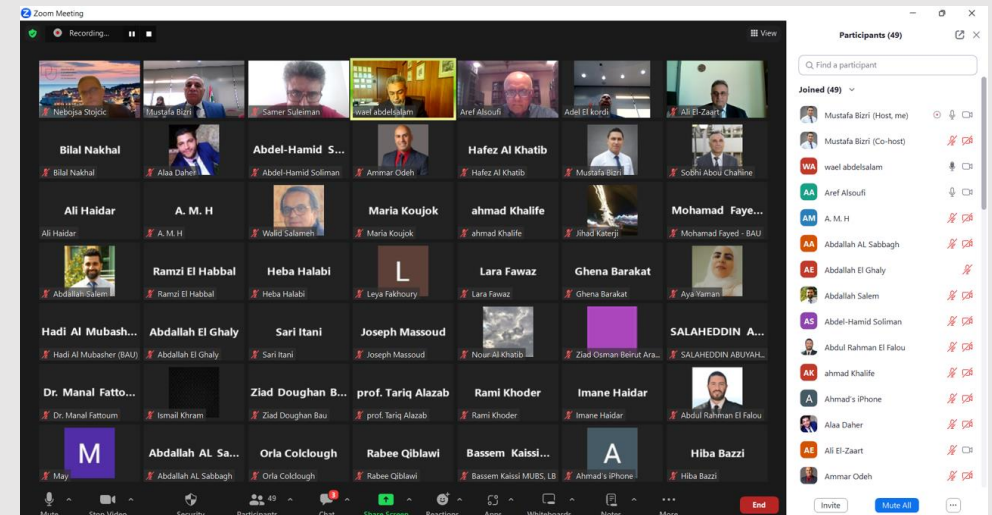 Zoom Meeting
Recording...
View
Nebojsa Stojcic
Mustafa Bizri
Samer Suleiman
wael abdelsalam
Aref Alsoufi
Adel El kordi
Ali El-Zaart
Bilal Nakhal
Abdel-Hamid S...
Hafez Al Khatib
Bilal Nakhal
Alaa Daher
Abdel-Hamid Soliman
Ammar Odeh
Hafez Al Khatib
Mustafa Bizri
Sobhi Abou Chahine
Ali Haidar
A. M. H
Maria Koujok
ahmad Khalife
Mohamad Faye...
Ali Haidar
A. M. H
Walid Salameh
Maria Koujok
ahmad Khalife
Jihad Katerji
Mohamad Fayed - BAU
Ramzi El Habbal
Heba Halabi
L
Lara Fawaz
Ghena Barakat
Abdallah Salem
Ramzi El Habbal
Heba Halabi
Leya Fakhoury
Lara Fawaz
Ghena Barakat
Aya Yaman
Hadi Al Mubash...
Abdallah El Ghaly
Sari Itani
Joseph Massoud
SALAHEDDIN A...
Hadi Al Mubasher (BAU)
Abdallah El Ghaly
Sari Itani
Joseph Massoud
Nour Al Khatib
Ziad Osman Beirut Ara...
SALAHEDDIN ABUYAH...
Dr. Manal Fatto...
Ziad Doughan B...
prof. Tariq Alazab
Rami Khoder
Imane Haidar
Dr. Manal Fattoum
Ismail Khram
Ziad Doughan Bau
prof. Tariq Alazab
Rami Khoder
Imane Haidar
Abdul Rahman El Falou
M
Abdallah AL Sa...
Orla Colclough
Rabee Qiblawi
Bassem Kaissi...
A
Hiba Bazzi
May
Abdallah AL Sabbagh
Orla Colclough
Rabee Qiblawi
Bassem Kaissi MUBS, LB
Ahmad's iPhone
Hiba Bazzi
49
3
Mute
Stop Video
Security
Participants
Chat
Share Screen
Reactions
Apps
Whiteboards
Notes
More
End
Participants (49)
Find a participant
Joined (49)
Mustafa Bizri (Host, me)
Mustafa Bizri (Co-host)
WA wael abdelsalam
AA Aref Alsoufi
AM A. M. H
AA Abdallah AL Sabbagh
AE Abdallah El Ghaly
Abdallah Salem
AS Abdel-Hamid Soliman
Abdul Rahman El Falou
AK ahmad Khalife
A Ahmad's iPhone
Alaa Daher
AE Ali El-Zaart
Ammar Odeh
Invite
Mute All